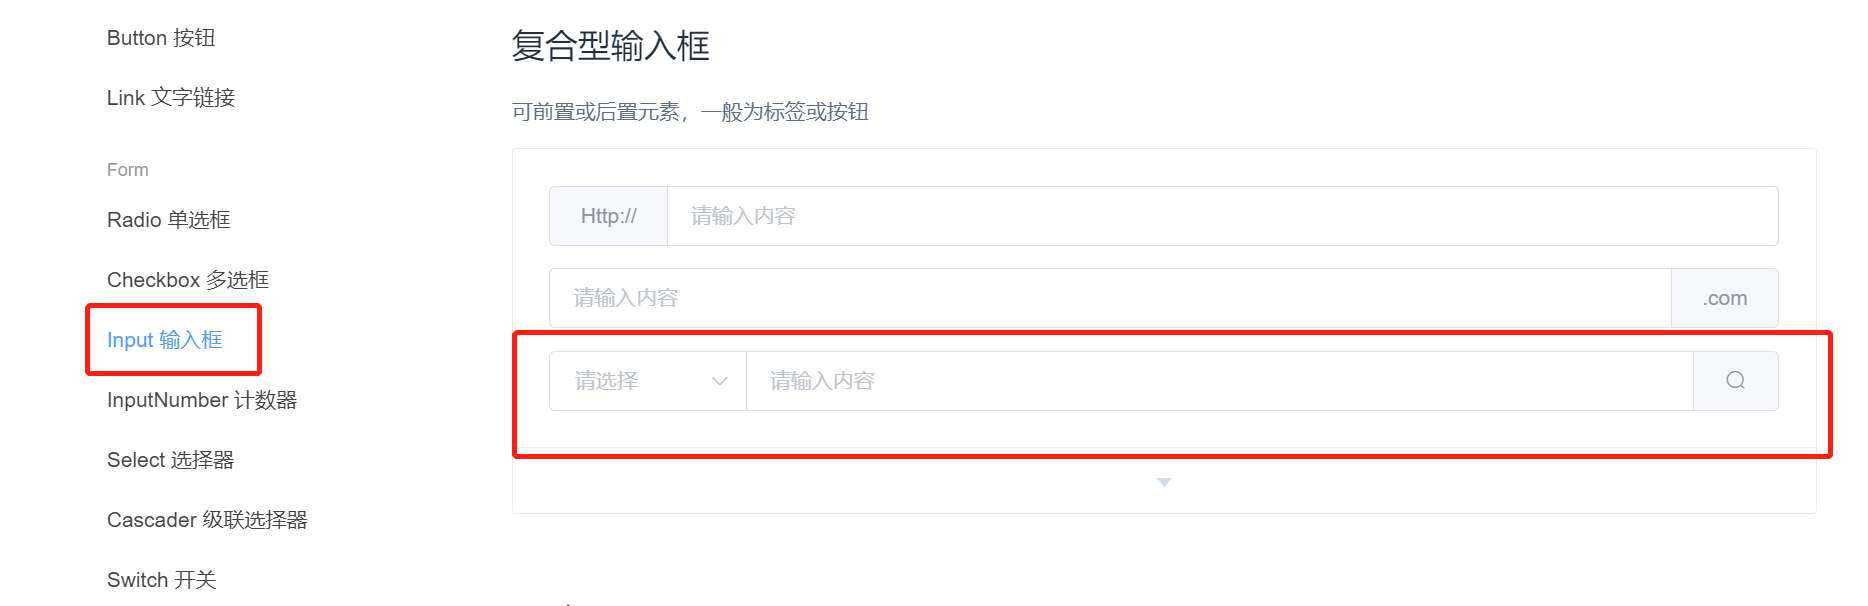 Button 按钮
Link 文字链接
Form
Radio 单选框
Checkbox 多选框
Input 输入框
InputNumber 计数器
Select 选择器
Cascader 级联选择器
Switch 开关
复合型输入框
可前置或后置元素，一般为标签或按钮
Http:// 请输入内容
请输入内容 .com
请选择 请输入内容